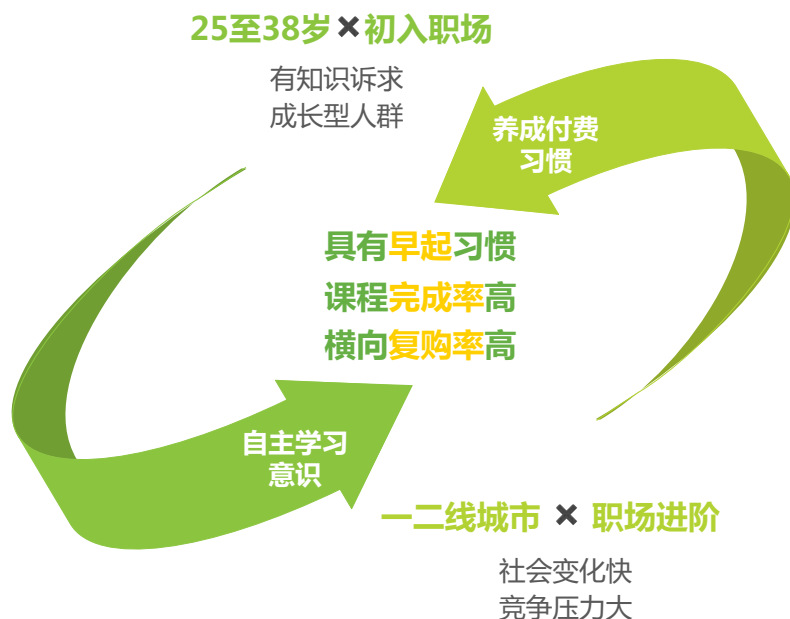 25至38岁×初入职场
有知识诉求
成长型人群
养成付费
习惯
具有早起习惯
课程完成率高
横向复购率高
自主学习
意识
一二线城市 × 职场进阶
社会变化快
竞争压力大